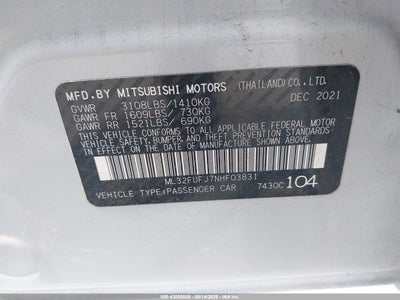 MFD.BY MITSUBISHI MOTORS (THAILAND) CO., LTD.
GVWR 3108LBS/1410KG DEC 2021
GAWR FR 1609LBS/ 730KG
GAWR RR 1521LBS/ 690KG
THIS VEHICLE CONFORMS TO ALL APPLICABLE FEDERAL MOTOR
VEHICLE SAFETY, BUMPER, AND THEFT PREVENTION STANDARDS
IN EFFECT ON THE DATE OF MANUFACTURE SHOWN ABOVE.
ML32FUFJ7NHF03831
VEHICLE TYPE:PASSENGER CAR 7430C 104